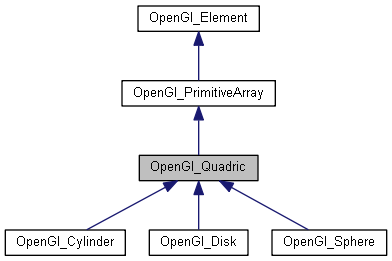 OpenGl_Element
OpenGl_PrimitiveArray
OpenGl_Quadric
OpenGl_Cylinder
OpenGl_Disk
OpenGl_Sphere